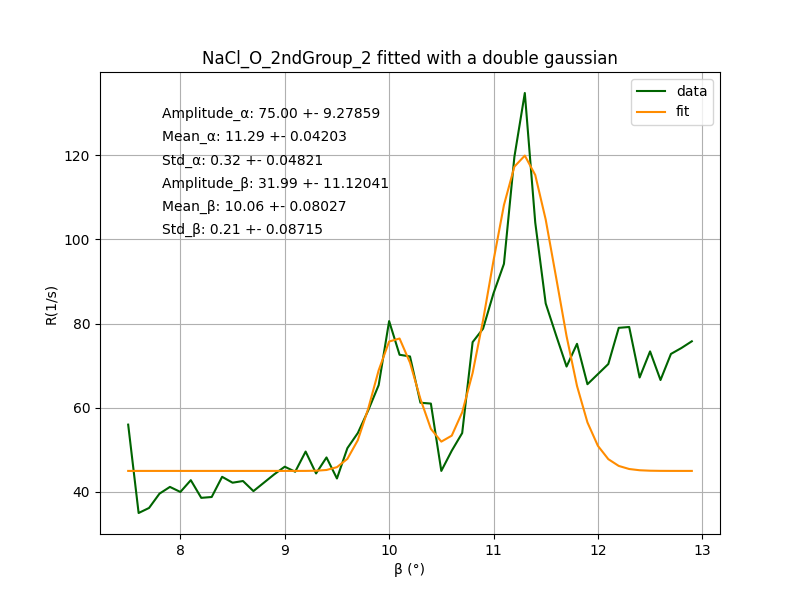 NaCl_O_2ndGroup_2 fitted with a double gaussian
data
fit
Amplitude_α: 75.00 +- 9.27859
Mean_α: 11.29 +- 0.04203
Std_α: 0.32 +- 0.04821
Amplitude_β: 31.99 +- 11.12041
Mean_β: 10.06 +- 0.08027
Std_β: 0.21 +- 0.08715
R(1/s)
120
100
80
60
40
8 9 10 11 12 13
β (°)